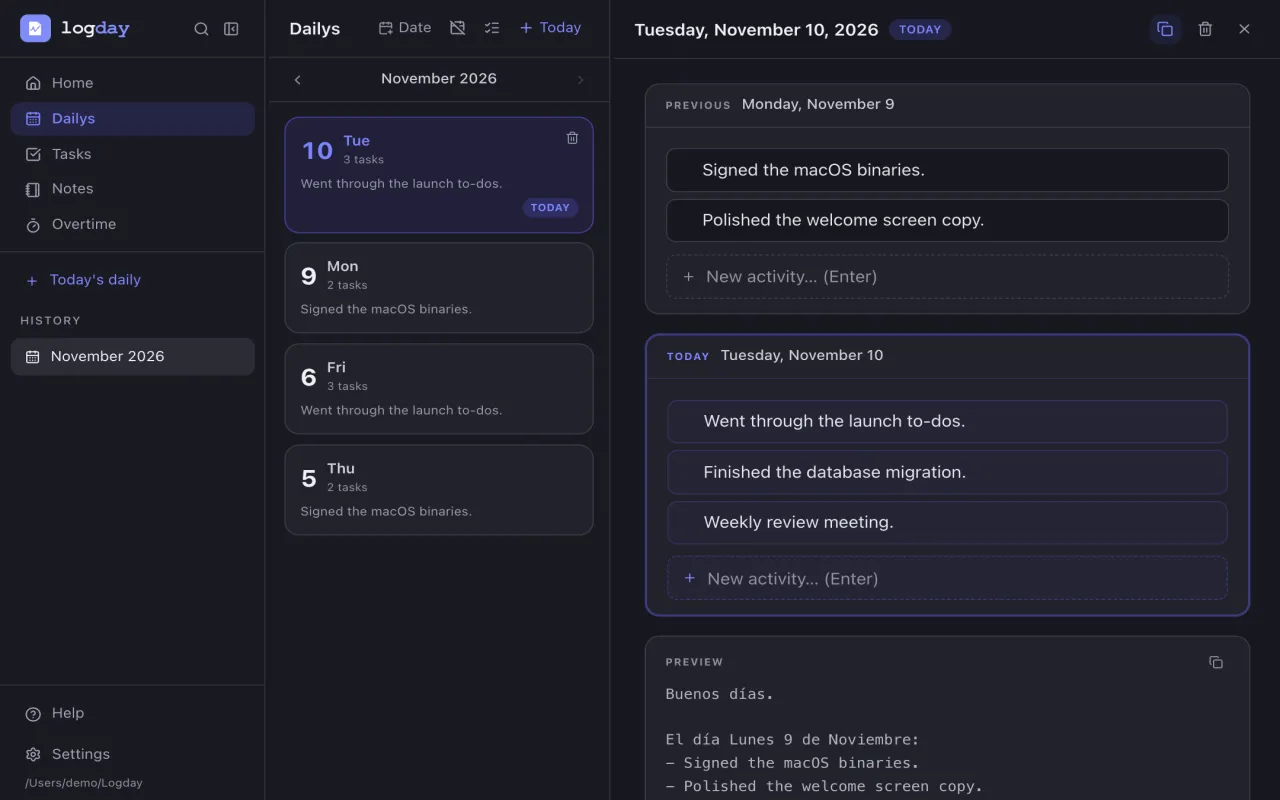 logday
Home
Dailys
Tasks
Notes
Overtime
+ Today's daily
HISTORY
November 2026
Help
Settings
/Users/demo/Logday
Dailys
Date
+ Today
November 2026
10 Tue
3 tasks
Went through the launch to-dos.
TODAY
9 Mon
2 tasks
Signed the macOS binaries.
6 Fri
3 tasks
Went through the launch to-dos.
5 Thu
2 tasks
Signed the macOS binaries.
Tuesday, November 10, 2026 TODAY
PREVIOUS Monday, November 9
Signed the macOS binaries.
Polished the welcome screen copy.
+ New activity... (Enter)
TODAY Tuesday, November 10
Went through the launch to-dos.
Finished the database migration.
Weekly review meeting.
+ New activity... (Enter)
PREVIEW
Buenos días.
El día Lunes 9 de Noviembre:
- Signed the macOS binaries.
- Polished the welcome screen copy.